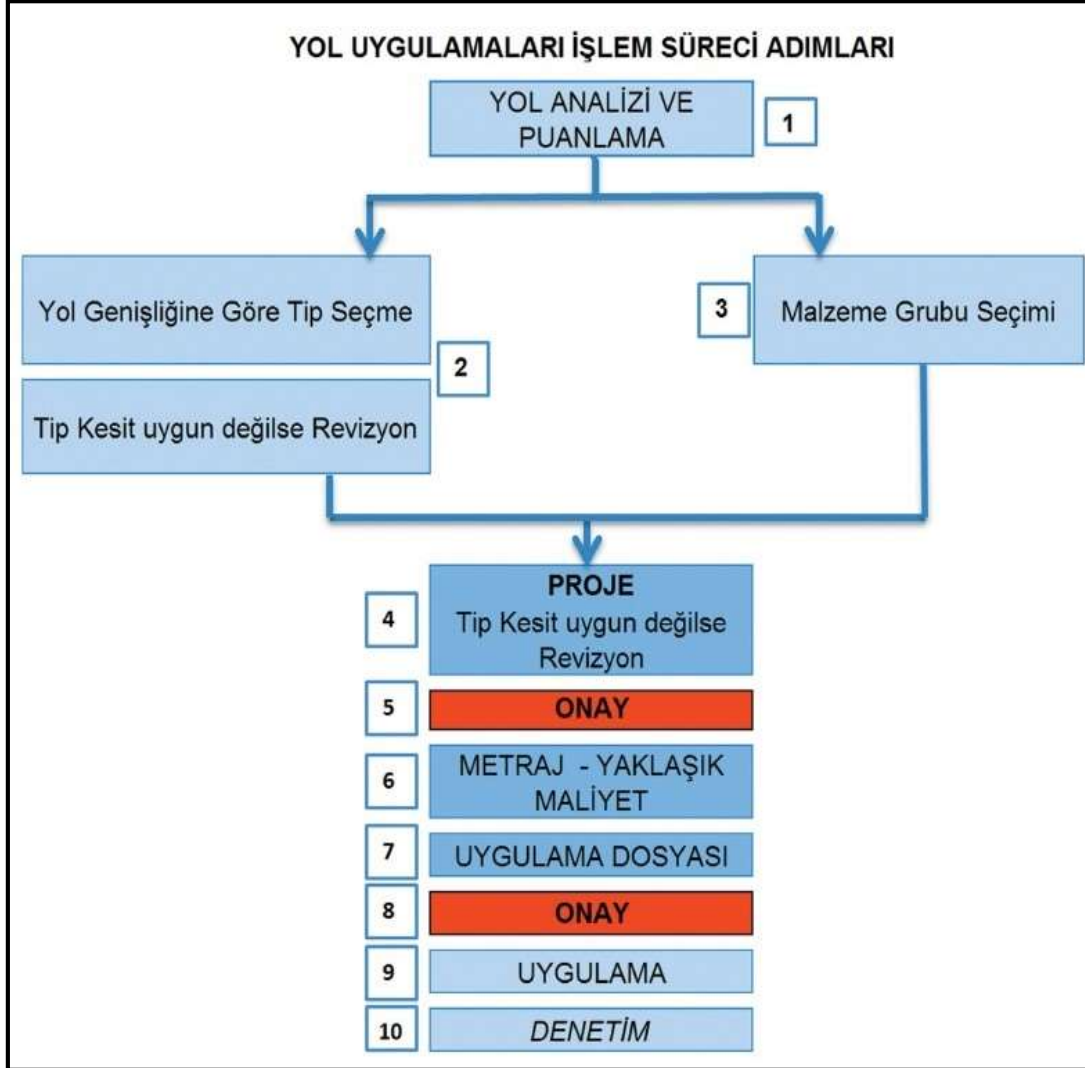 YOL UYGULAMALARI İŞLEM SÜRECİ ADIMLARI
YOL ANALİZİ VE
PUANLAMA
1
Yol Genişliğine Göre Tip Seçme
2
Tip Kesit uygun değilse Revizyon
3
Malzeme Grubu Seçimi
4
PROJE
Tip Kesit uygun değilse
Revizyon
5
ONAY
6
METRAJ - YAKLAŞIK
MALİYET
7
UYGULAMA DOSYASI
8
ONAY
9
UYGULAMA
10
DENETİM